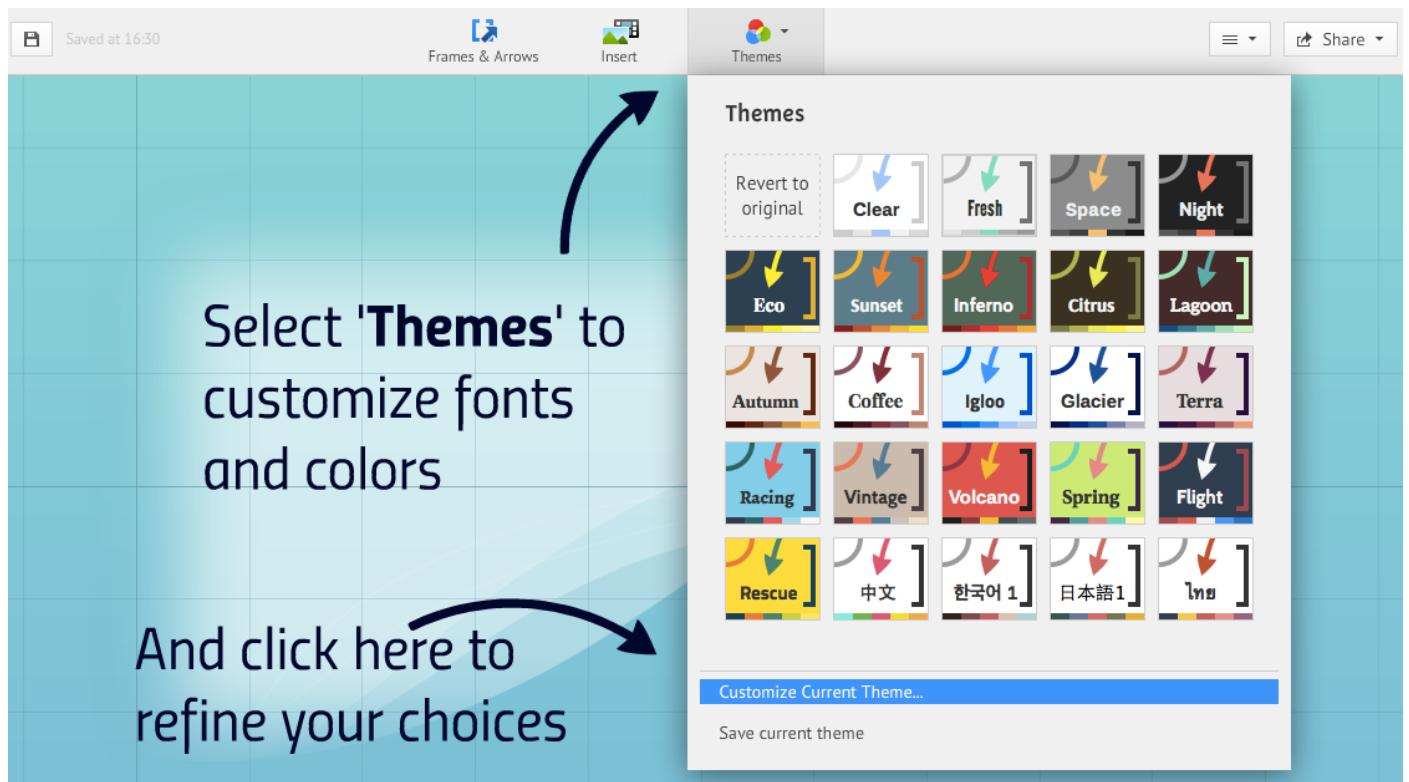 Saved at 16:30
Frames & Arrows
Insert
Themes
Share
Themes
Revert to
original
Clear
Fresh
Space
Night
Eco
Sunset
Inferno
Citrus
Lagoon
Autumn
Coffee
Igloo
Glacier
Terra
Racing
Vintage
Volcano
Spring
Flight
Rescue
中文
한국어 1
日本語1
ไทย
Customize Current Theme...
Save current theme
Select 'Themes' to
customize fonts
and colors
And click here to
refine your choices